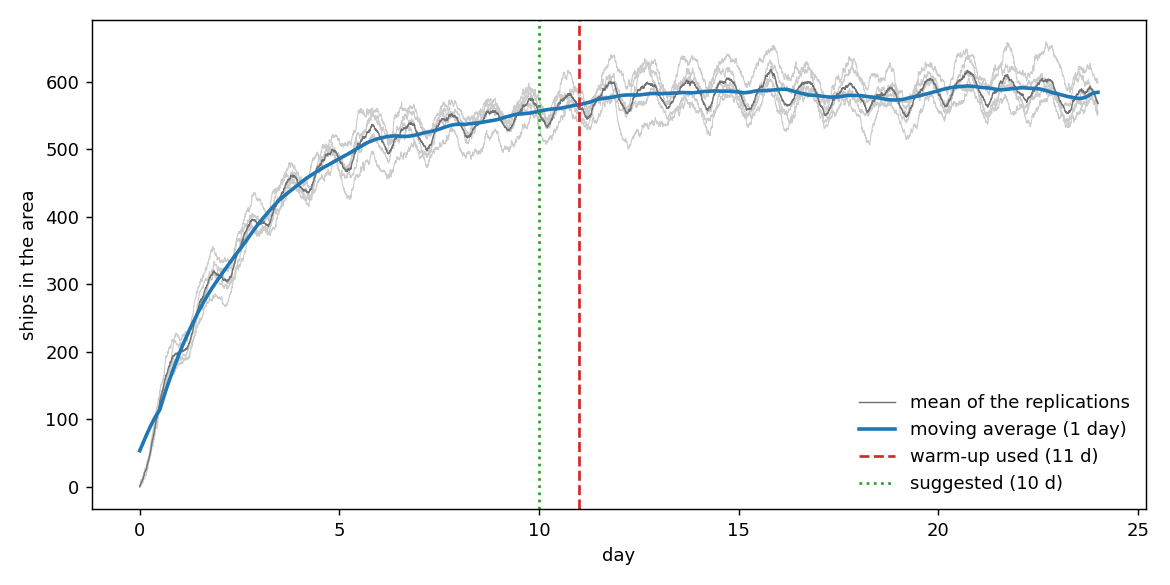 600
500
400
300
200
100
0
ships in the area
0 5 10 15 20 25
day
mean of the replications
moving average (1 day)
warm-up used (11 d)
suggested (10 d)